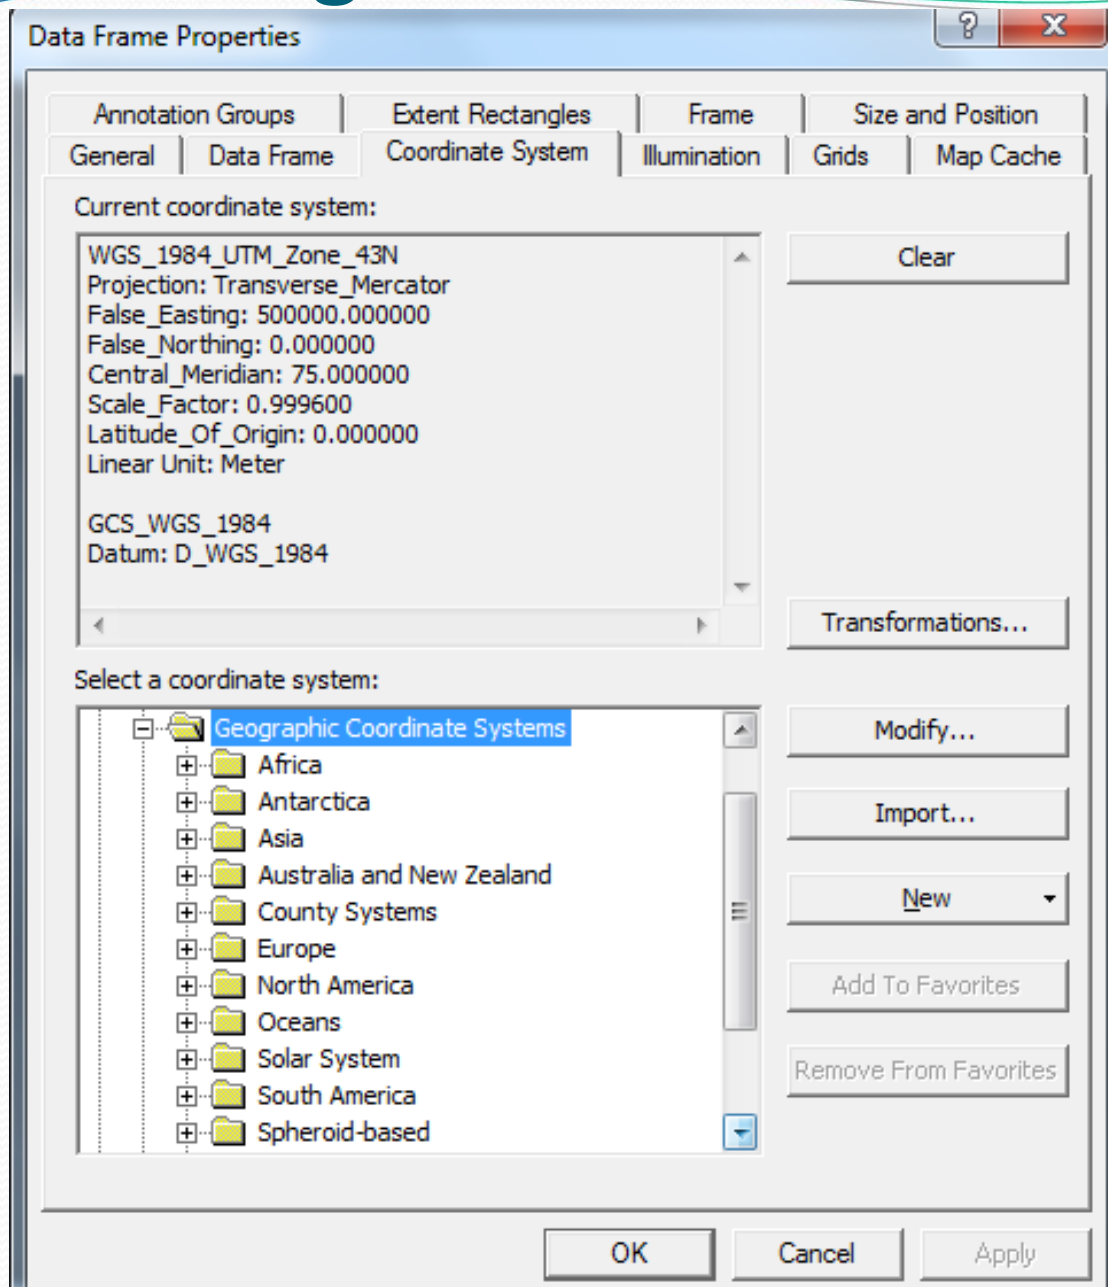 Data Frame Properties
Annotation Groups Extent Rectangles Frame Size and Position
General Data Frame Coordinate System Illumination Grids Map Cache
Current coordinate system:
WGS_1984_UTM_Zone_43N
Projection: Transverse_Mercator
False_Easting: 500000.000000
False_Northing: 0.000000
Central_Meridian: 75.000000
Scale_Factor: 0.999600
Latitude_Of_Origin: 0.000000
Linear Unit: Meter
GCS_WGS_1984
Datum: D_WGS_1984
Clear
Transformations...
Select a coordinate system:
Geographic Coordinate Systems
Africa
Antarctica
Asia
Australia and New Zealand
County Systems
Europe
North America
Oceans
Solar System
South America
Spheroid-based
Modify...
Import...
New
Add To Favorites
Remove From Favorites
OK Cancel Apply